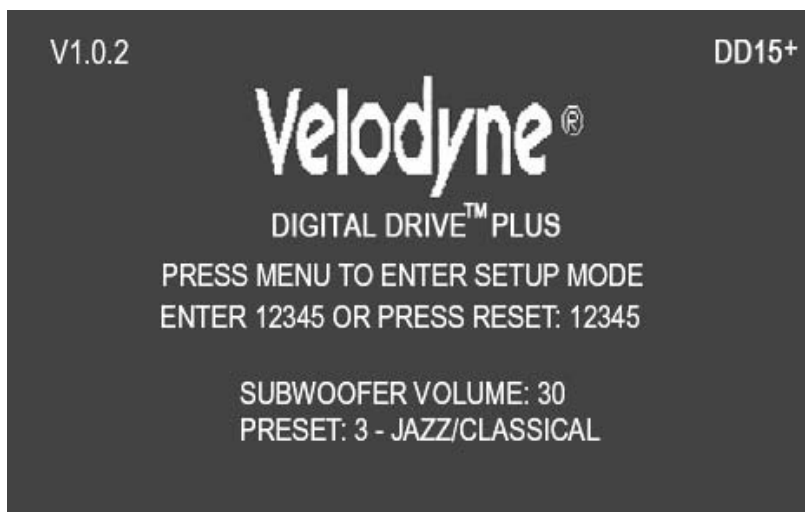 V1.0.2 DD15+
Velodyne®
DIGITAL DRIVE™ PLUS
PRESS MENU TO ENTER SETUP MODE
ENTER 12345 OR PRESS RESET: 12345
SUBWOOFER VOLUME: 30
PRESET: 3 - JAZZ/CLASSICAL